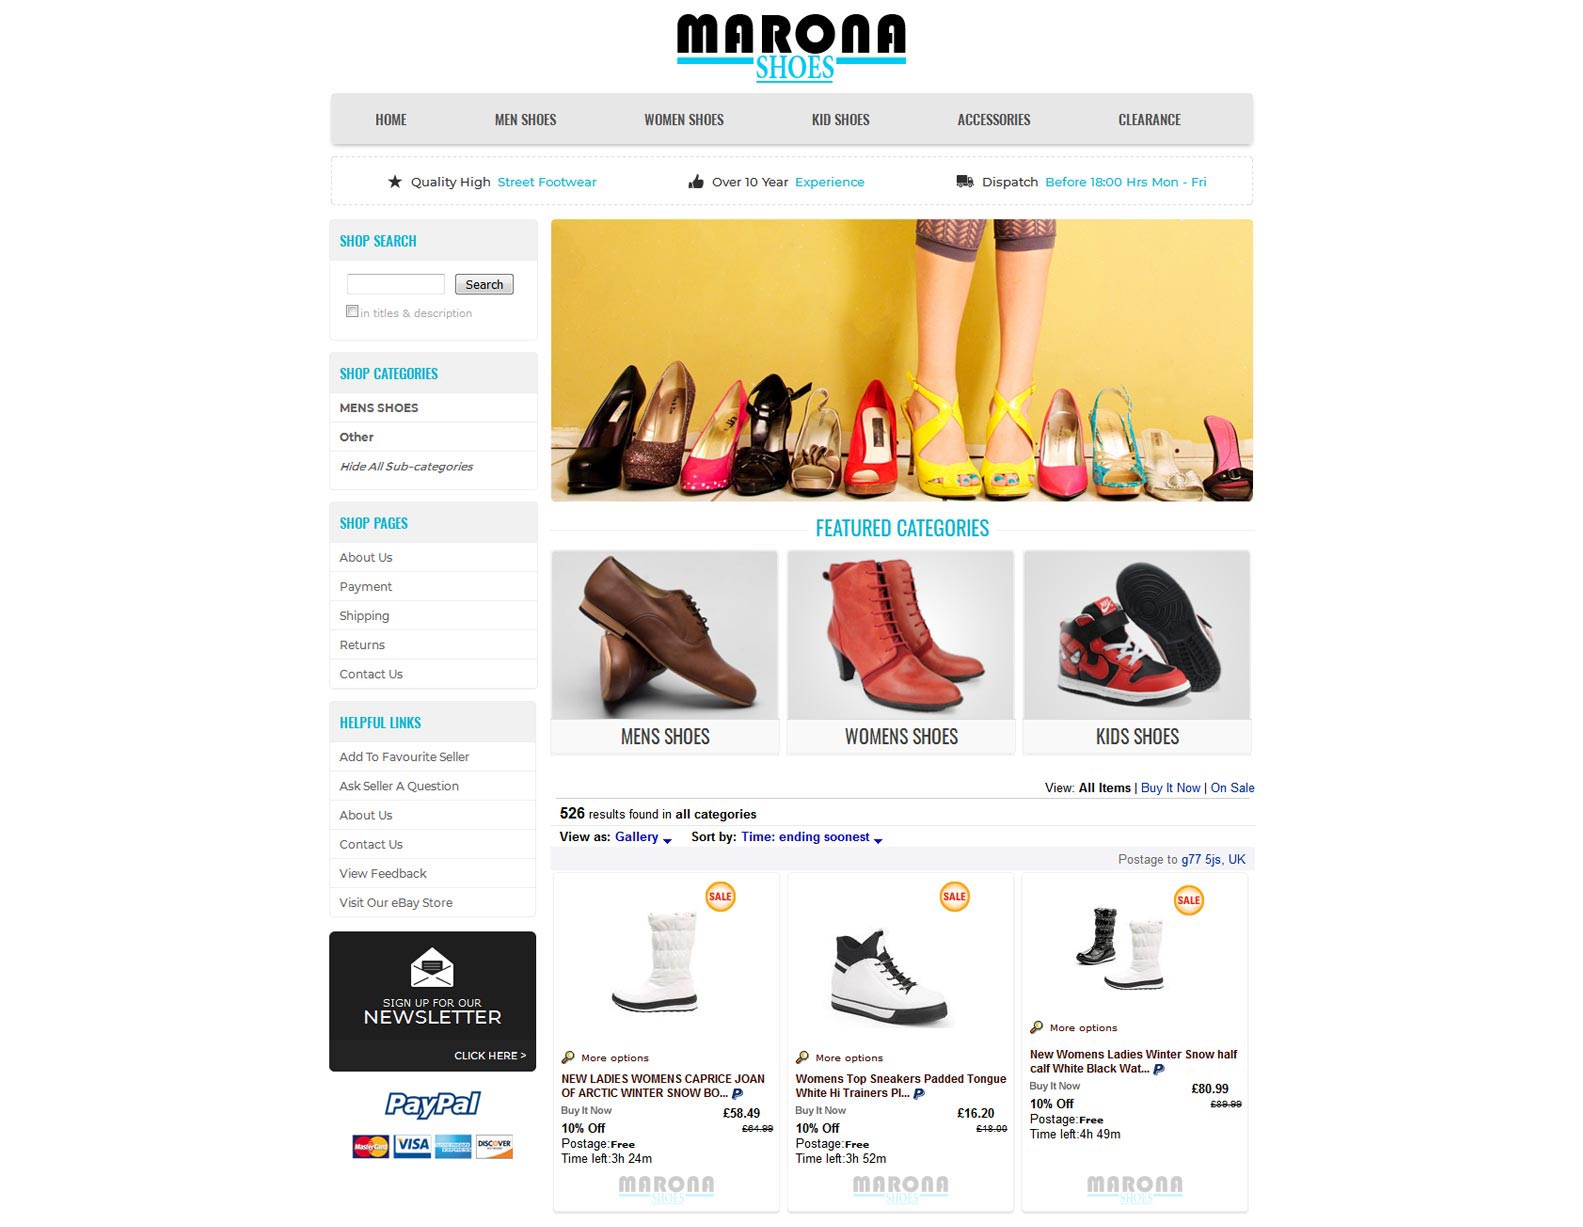 MARONA
SHOES
HOME MEN SHOES WOMEN SHOES KID SHOES ACCESSORIES CLEARANCE
Quality High Street Footwear Over 10 Year Experience Dispatch Before 18:00 Hrs Mon - Fri
SHOP SEARCH
Search
in titles & description
SHOP CATEGORIES
MENS SHOES
Other
Hide All Sub-categories
SHOP PAGES
About Us
Payment
Shipping
Returns
Contact Us
HELPFUL LINKS
Add To Favourite Seller
Ask Seller A Question
About Us
Contact Us
View Feedback
Visit Our eBay Store
SIGN UP FOR OUR
NEWSLETTER
CLICK HERE >
PayPal
MasterCard VISA AMERICAN EXPRESS DISCOVER
FEATURED CATEGORIES
MENS SHOES WOMENS SHOES KIDS SHOES
View: All Items | Buy It Now | On Sale
526 results found in all categories
View as: Gallery Sort by: Time: ending soonest
Postage to g77 5js, UK
SALE
More options
NEW LADIES WOMENS CAPRICE JOAN
OF ARCTIC WINTER SNOW BO...
Buy It Now £58.49
10% Off £64.99
Postage:Free
Time left:3h 24m
MARONA
SHOES
SALE
More options
Womens Top Sneakers Padded Tongue
White Hi Trainers Pl...
Buy It Now £16.20
10% Off £18.00
Postage:Free
Time left:3h 52m
MARONA
SHOES
SALE
More options
New Womens Ladies Winter Snow half
calf White Black Wat...
Buy It Now £80.99
10% Off £89.99
Postage:Free
Time left:4h 49m
MARONA
SHOES